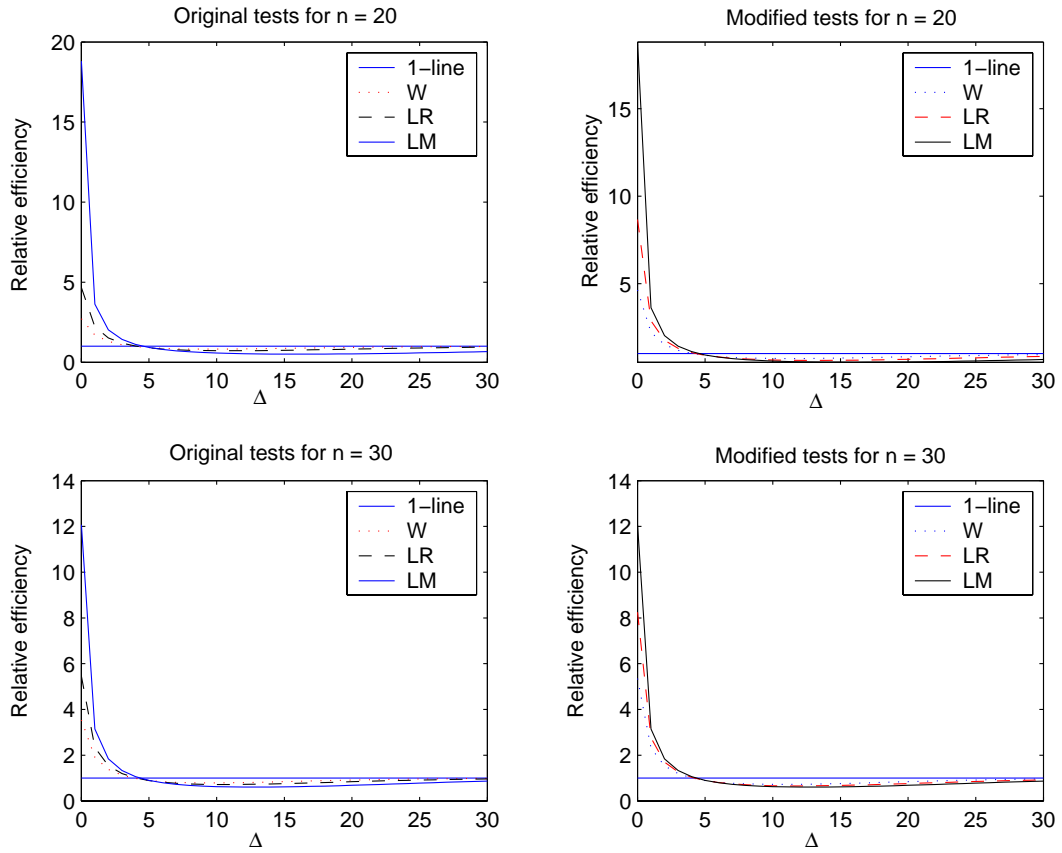 Original tests for n = 20
Relative efficiency
20
15
10
5
0
0 5 10 15 20 25 30
Δ
1−line
W
LR
LM
Modified tests for n = 20
Relative efficiency
15
10
5
0 5 10 15 20 25 30
Δ
1−line
W
LR
LM
Original tests for n = 30
Relative efficiency
14
12
10
8
6
4
2
0
0 5 10 15 20 25 30
Δ
1−line
W
LR
LM
Modified tests for n = 30
Relative efficiency
14
12
10
8
6
4
2
0
0 5 10 15 20 25 30
Δ
1−line
W
LR
LM